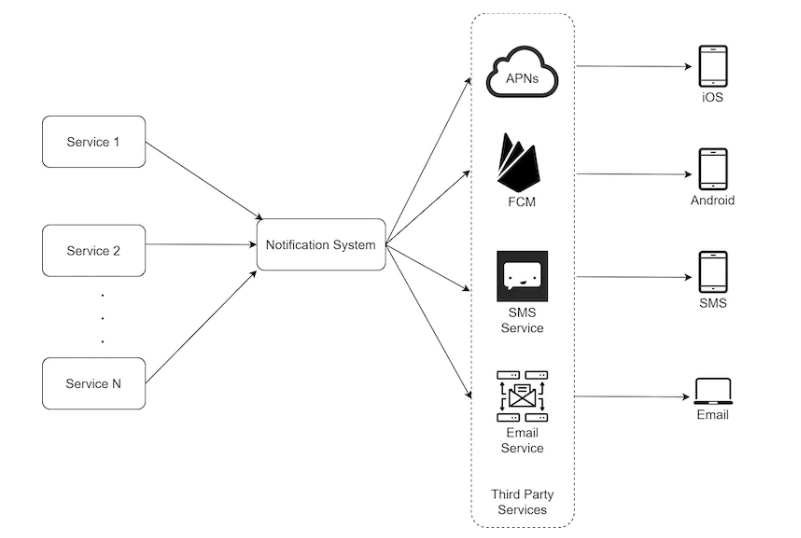 Service 1
Service 2
.
.
.
Service N
Notification System
APNs
FCM
SMS
Service
Email
Service
Third Party
Services
iOS
Android
SMS
Email